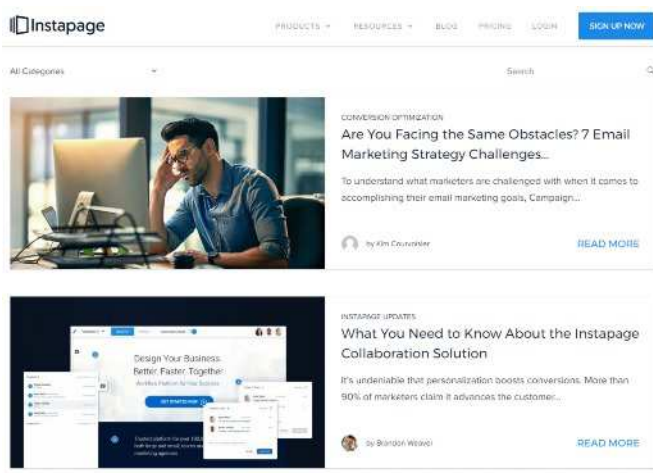 Instapage
PRODUCTS RESOURCES BLOG PRICING LOGIN SIGN UP NOW
All Categories Search
CONVERSION OPTIMIZATION
Are You Facing the Same Obstacles? 7 Email
Marketing Strategy Challenges...
To understand what marketers are challenged with when it comes to
accomplishing their email marketing goals, Campaign...
by Kim Courvoisier READ MORE
INSTAPAGE UPDATES
What You Need to Know About the Instapage
Collaboration Solution
It's undeniable that personalization boosts conversions. More than
90% of marketers claim it advances the customer...
by Brandon Weaver READ MORE
Design Your Business.
Better, Faster, Together.
GET STARTED NOW